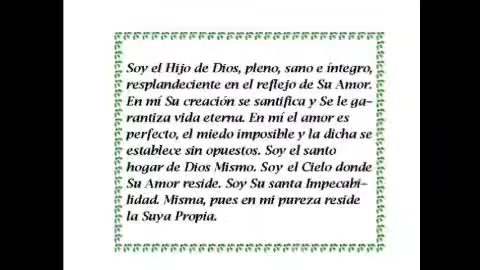 Soy el Hijo de Dios, pleno, sano e íntegro,
resplandeciente en el reflejo de Su Amor.
En mí Su creación se santifica y Se le ga-
rantiza vida eterna. En mí el amor es
perfecto, el miedo imposible y la dicha se
establece sin opuestos. Soy el santo
hogar de Dios Mismo. Soy el Cielo donde
Su Amor reside. Soy Su santa Impecabi-
lidad. Misma, pues en mi pureza reside
la Suya Propia.